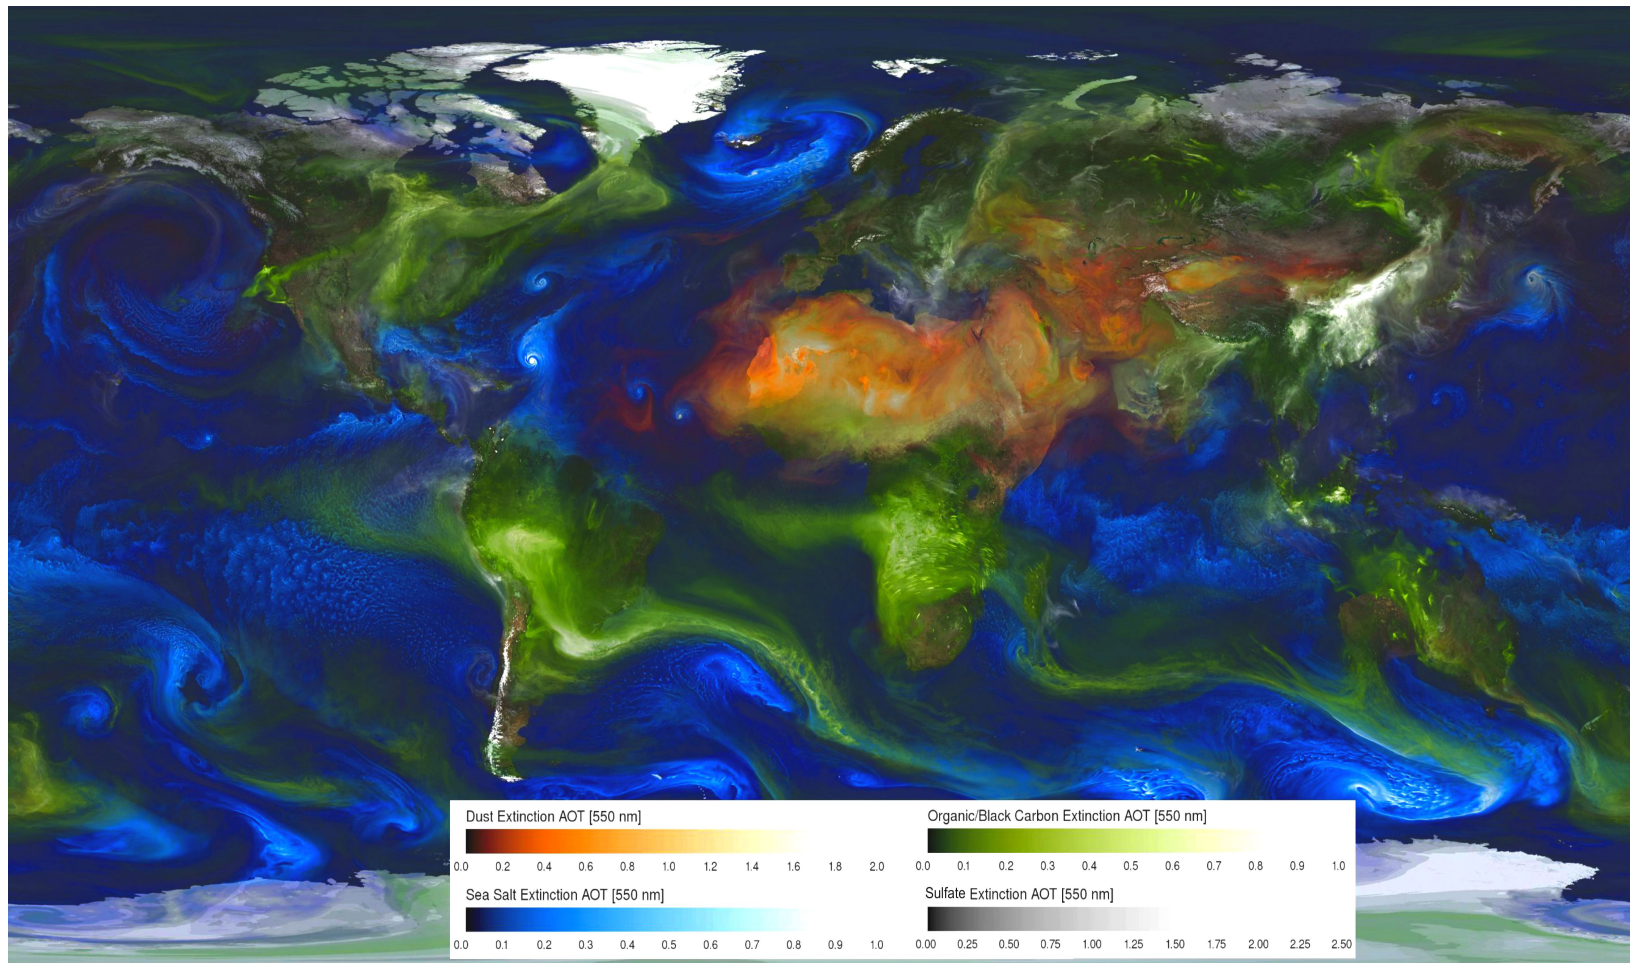 Dust Extinction AOT [550 nm]
0.0 0.2 0.4 0.6 0.8 1.0 1.2 1.4 1.6 1.8 2.0
Organic/Black Carbon Extinction AOT [550 nm]
0.0 0.1 0.2 0.3 0.4 0.5 0.6 0.7 0.8 0.9 1.0
Sea Salt Extinction AOT [550 nm]
0.0 0.1 0.2 0.3 0.4 0.5 0.6 0.7 0.8 0.9 1.0
Sulfate Extinction AOT [550 nm]
0.00 0.25 0.50 0.75 1.00 1.25 1.50 1.75 2.00 2.25 2.50